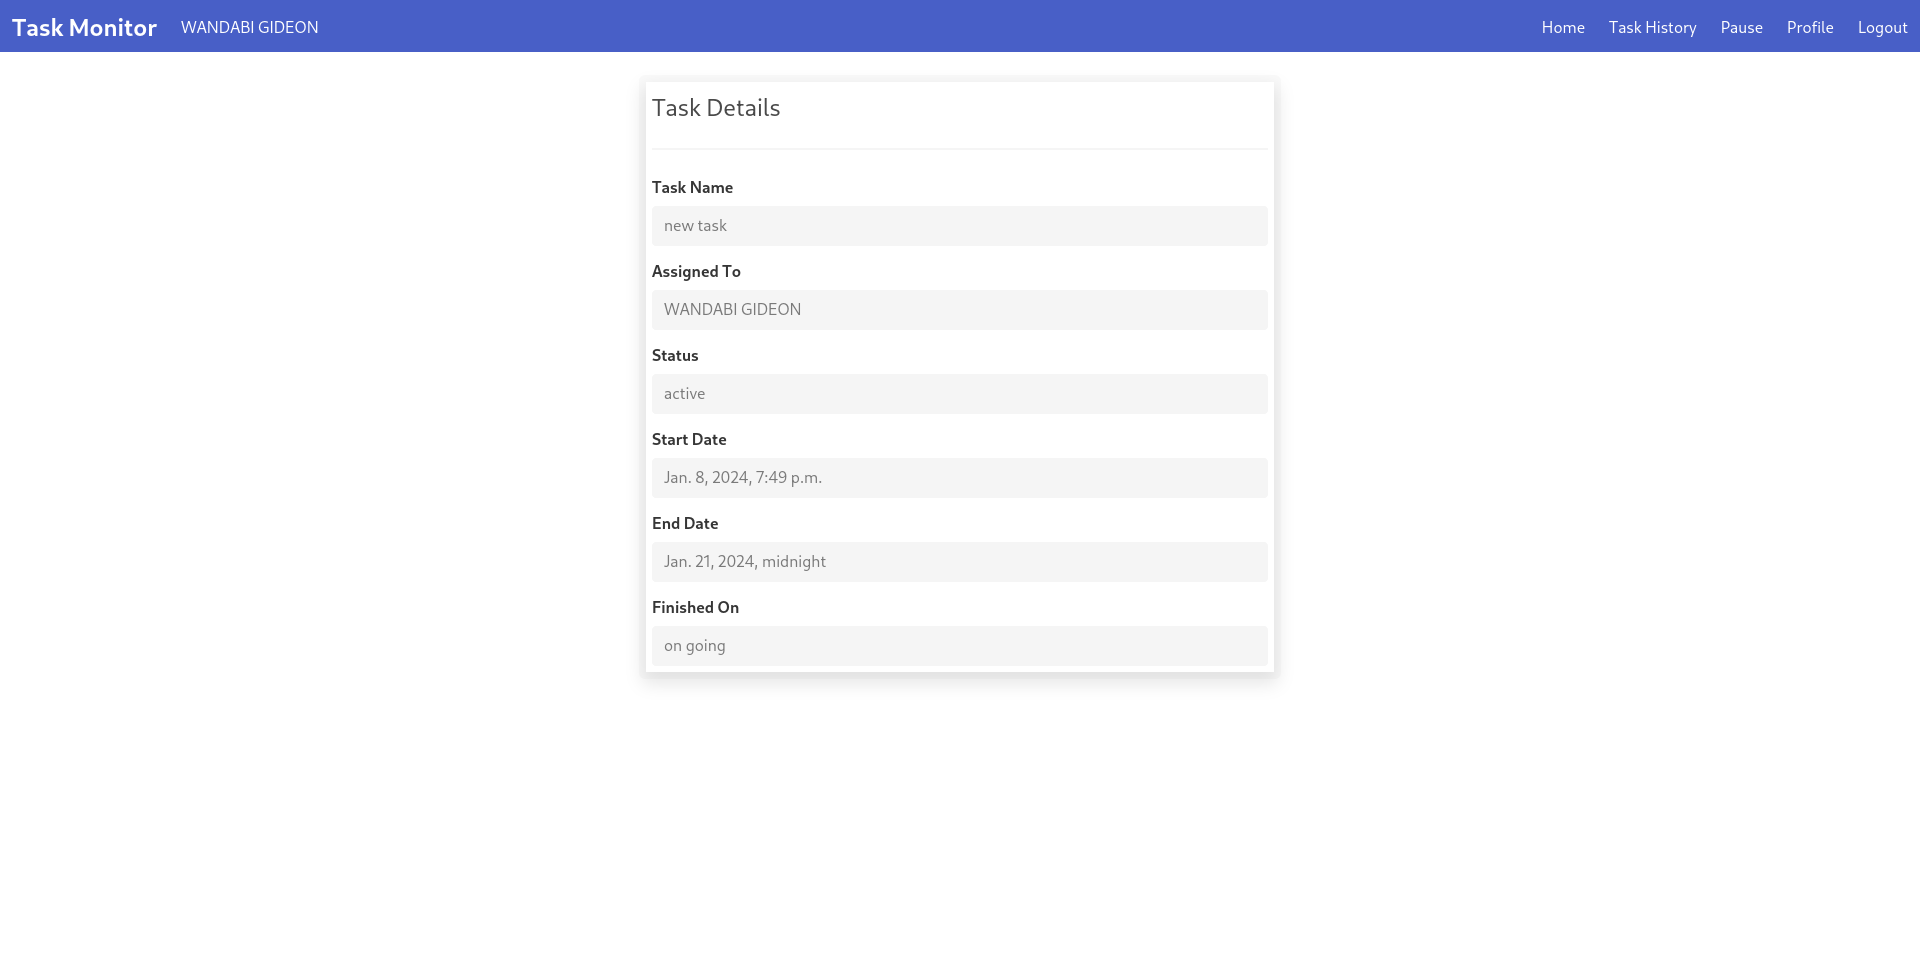 Task Monitor WANDABI GIDEON Home Task History Pause Profile Logout
Task Details
Task Name
new task
Assigned To
WANDABI GIDEON
Status
active
Start Date
Jan. 8, 2024, 7:49 p.m.
End Date
Jan. 21, 2024, midnight
Finished On
on going